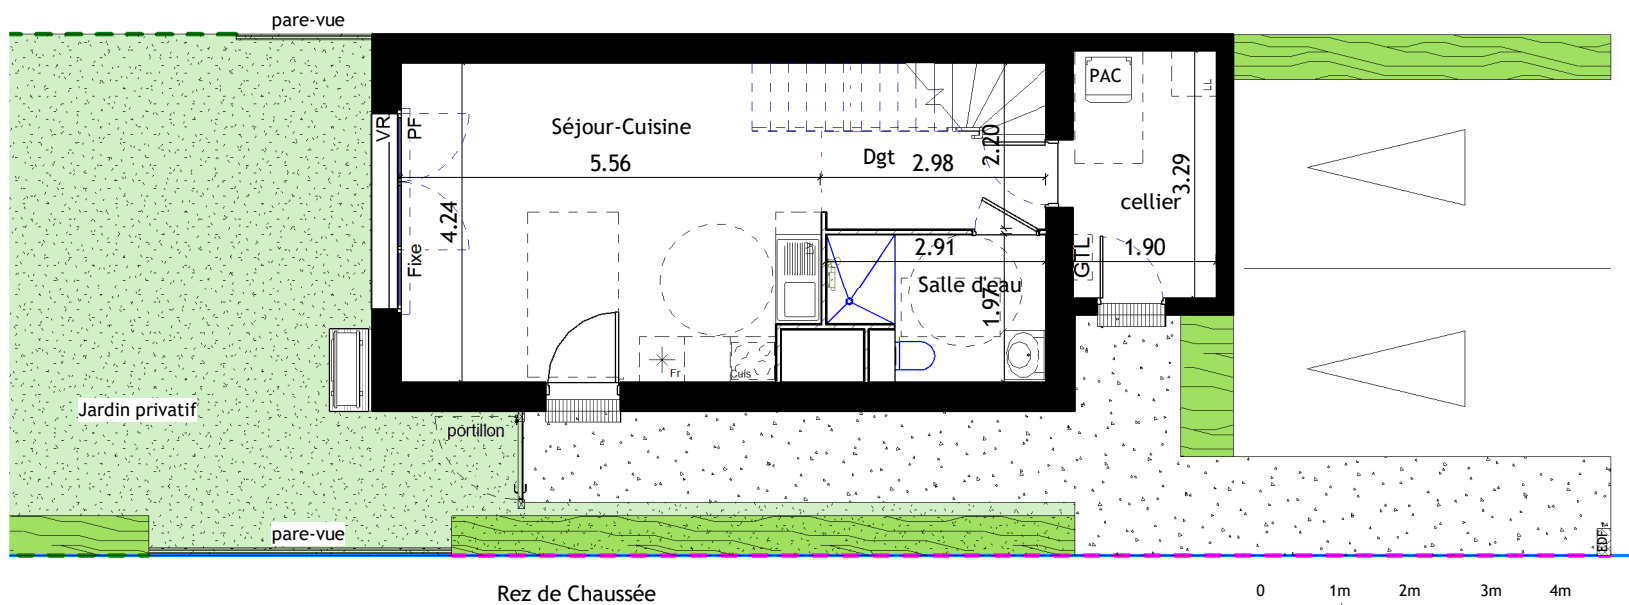 pare-vue
VR
PF
Fixe
Séjour-Cuisine
5.56
4.24
Dgt
2.98
2.20
PAC
LL
3.29
cellier
1.90
GTL
2.91
Salle d'eau
1.97
Fr
Cuis
Jardin privatif
portillon
pare-vue
EDF
Rez de Chaussée
0 1m 2m 3m 4m